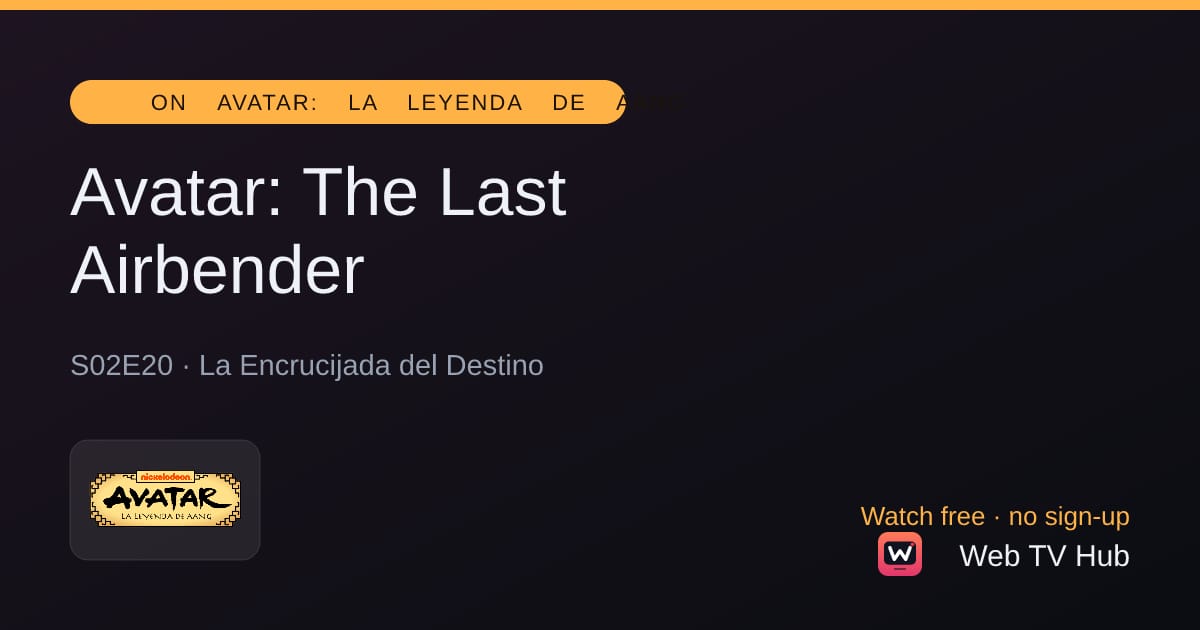 ON AVATAR: LA LEYENDA DE AANG
Avatar: The Last
Airbender
S02E20 · La Encrucijada del Destino
nickelodeon
AVATAR
LA LEYENDA DE AANG
Watch free · no sign-up
W
Web TV Hub